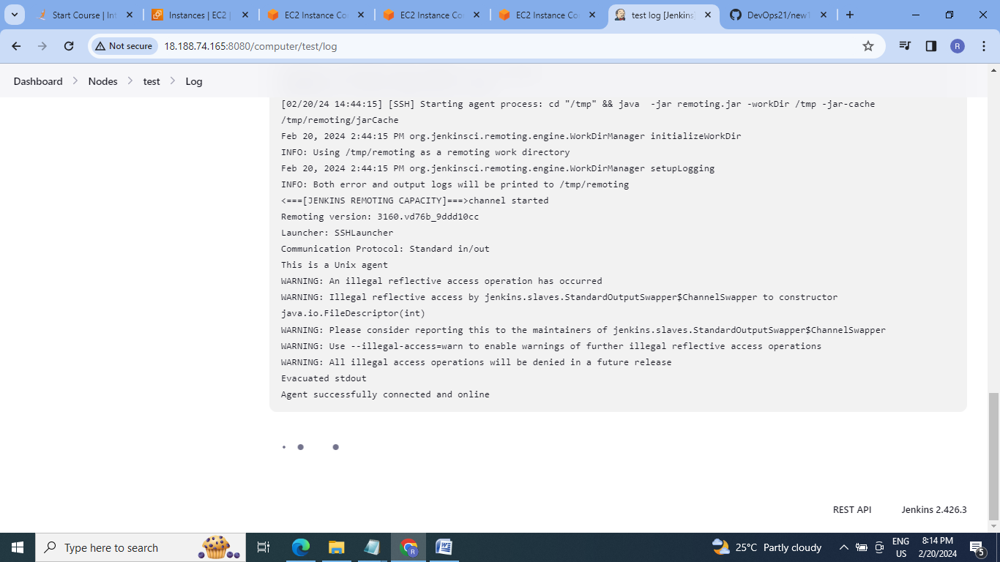 Start Course | Int
Instances | EC2 |
EC2 Instance Co
EC2 Instance Co
EC2 Instance Co
test log [Jenkins
DevOps21/new1
Not secure
18.188.74.165:8080/computer/test/log
R
Dashboard
Nodes
test
Log
[02/20/24 14:44:15] [SSH] Starting agent process: cd "/tmp" && java  -jar remoting.jar -workDir /tmp -jar-cache
/tmp/remoting/jarCache
Feb 20, 2024 2:44:15 PM org.jenkinsci.remoting.engine.WorkDirManager initializeWorkDir
INFO: Using /tmp/remoting as a remoting work directory
Feb 20, 2024 2:44:15 PM org.jenkinsci.remoting.engine.WorkDirManager setupLogging
INFO: Both error and output logs will be printed to /tmp/remoting
<===[JENKINS REMOTING CAPACITY]===>channel started
Remoting version: 3160.vd76b_9ddd10cc
Launcher: SSHLauncher
Communication Protocol: Standard in/out
This is a Unix agent
WARNING: An illegal reflective access operation has occurred
WARNING: Illegal reflective access by jenkins.slaves.StandardOutputSwapper$ChannelSwapper to constructor
java.io.FileDescriptor(int)
WARNING: Please consider reporting this to the maintainers of jenkins.slaves.StandardOutputSwapper$ChannelSwapper
WARNING: Use --illegal-access=warn to enable warnings of further illegal reflective access operations
WARNING: All illegal access operations will be denied in a future release
Evacuated stdout
Agent successfully connected and online
REST API
Jenkins 2.426.3
Type here to search
R
W
25°C Partly cloudy
ENG
US
8:14 PM
2/20/2024
5